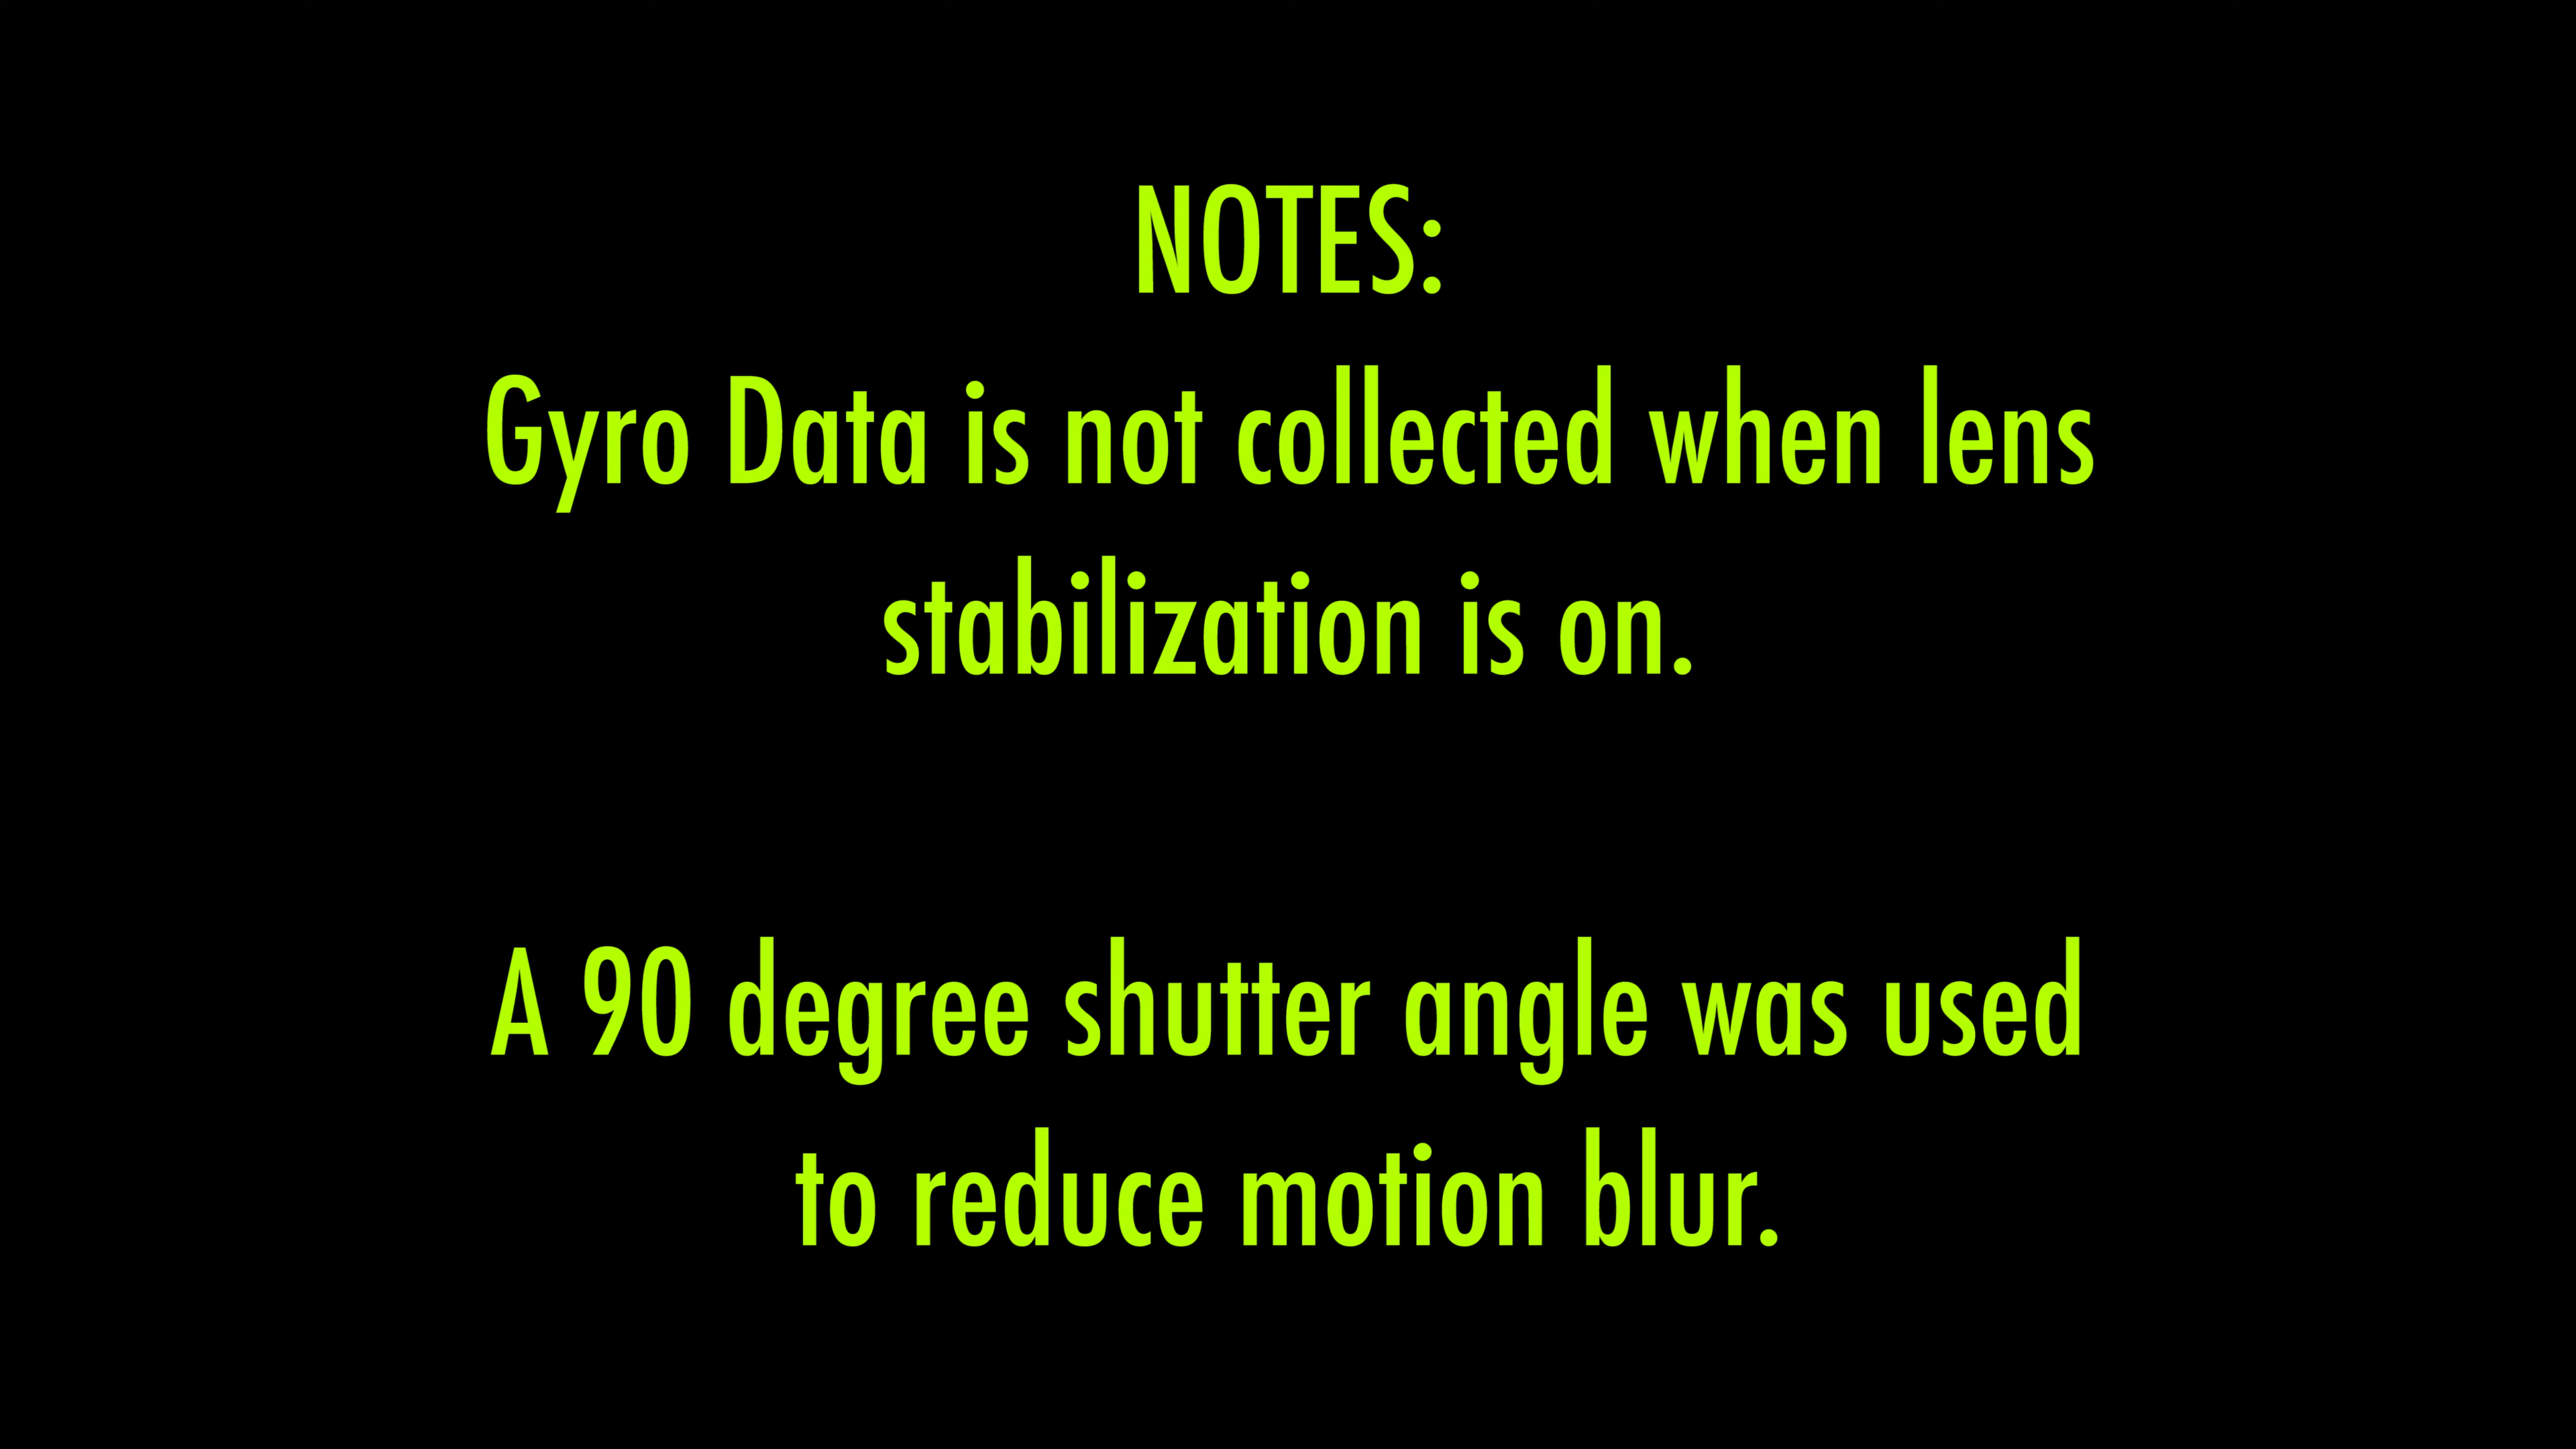 NOTES:
Gyro Data is not collected when lens
stabilization is on.
A 90 degree shutter angle was used
to reduce motion blur.